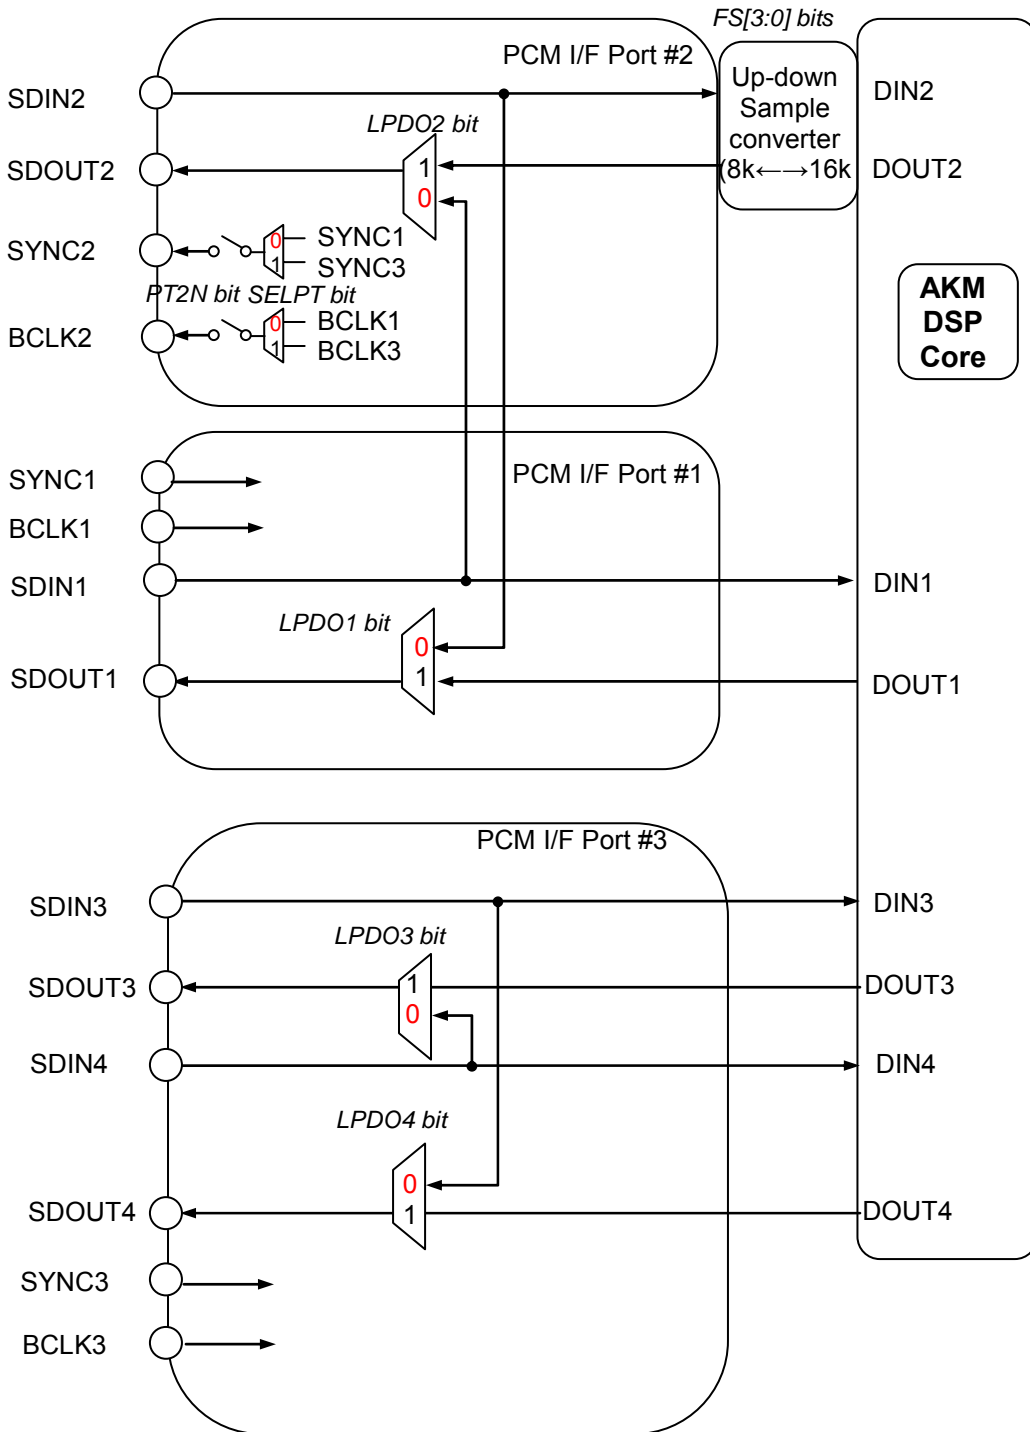 FS[3:0] bits
PCM I/F Port #2
Up-down
Sample
converter
(8k←→16k
SDIN2
DIN2
LPDO2 bit
SDOUT2
1
0
DOUT2
SYNC2
0
1
SYNC1
SYNC3
PT2N bit SELPT bit
BCLK2
0
1
BCLK1
BCLK3
AKM
DSP
Core
PCM I/F Port #1
SYNC1
BCLK1
SDIN1
DIN1
LPDO1 bit
0
1
SDOUT1
DOUT1
PCM I/F Port #3
SDIN3
DIN3
LPDO3 bit
1
0
SDOUT3
DOUT3
SDIN4
DIN4
LPDO4 bit
0
1
SDOUT4
DOUT4
SYNC3
BCLK3